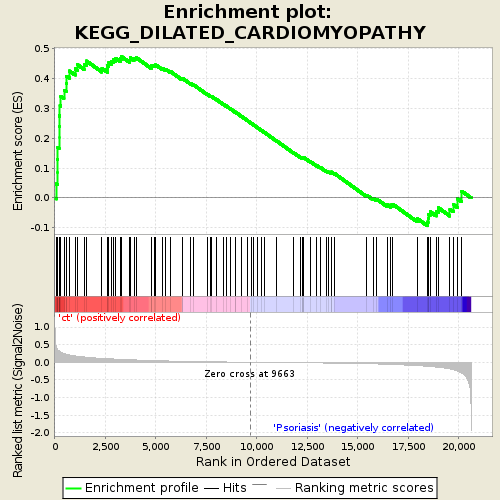 Enrichment plot:
KEGG_DILATED_CARDIOMYOPATHY
Enrichment score (ES)
0.5
0.4
0.3
0.2
0.1
0.0
-0.1
Ranked list metric (Signal2Noise)
'ct' (positively correlated)
1.0
0.5
0.0
-0.5
-1.0
-1.5
-2.0
Zero cross at 9663
'Psoriasis' (negatively correlated)
0 2,500 5,000 7,500 10,000 12,500 15,000 17,500 20,000
Rank in Ordered Dataset
Enrichment profile Hits Ranking metric scores